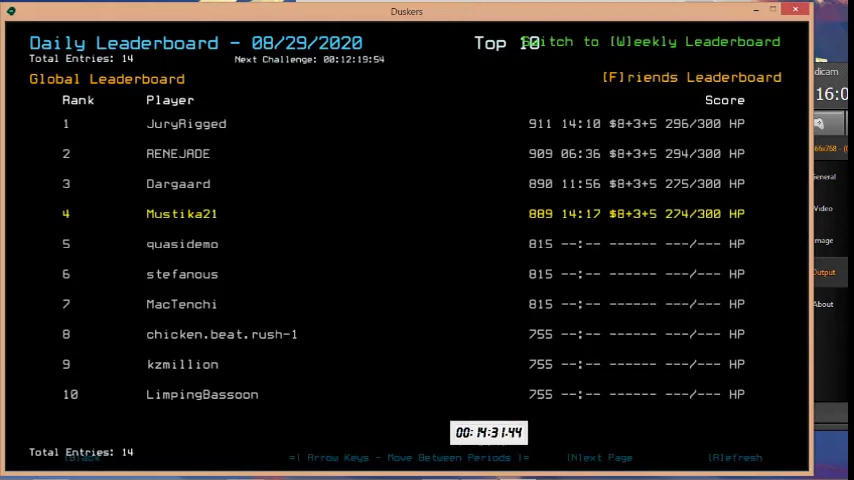 Duskers
Daily Leaderboard - 08/29/2020
Top 10
Switch to [W]eekly Leaderboard
Total Entries: 14
Next Challenge: 00:12:19:54
Global Leaderboard
[F]riends Leaderboard
Rank Player Score
1 JuryRigged 911 14:10 $8+3+5 296/300 HP
2 RENEJADE 909 06:36 $8+3+5 294/300 HP
3 Dargaard 890 11:56 $8+3+5 275/300 HP
4 Mustika21 889 14:17 $8+3+5 274/300 HP
5 quasidemo 815 --:-- ------ ---/--- HP
6 stefanous 815 --:-- ------ ---/--- HP
7 MacTenchi 815 --:-- ------ ---/--- HP
8 chicken.beat.rush-1 755 --:-- ------ ---/--- HP
9 kzmillion 755 --:-- ------ ---/--- HP
10 LimpingBassoon 755 --:-- ------ ---/--- HP
00:14:31.44
Total Entries: 14
=[ Arrow Keys - Move Between Periods ]=
[N]ext Page
[R]efresh
dicam
16:0
66x768 - (
General
Video
mage
Output
About